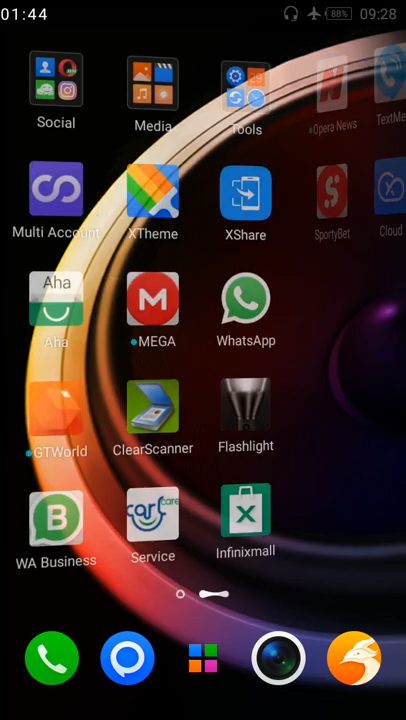 01:44
88%
09:28
Social
Media
Tools
Opera News
TextMe
Multi Account
XTheme
XShare
SportyBet
Cloud
Aha
Aha
MEGA
WhatsApp
GTWorld
ClearScanner
Flashlight
carlcare
WA Business
Service
Infinixmall